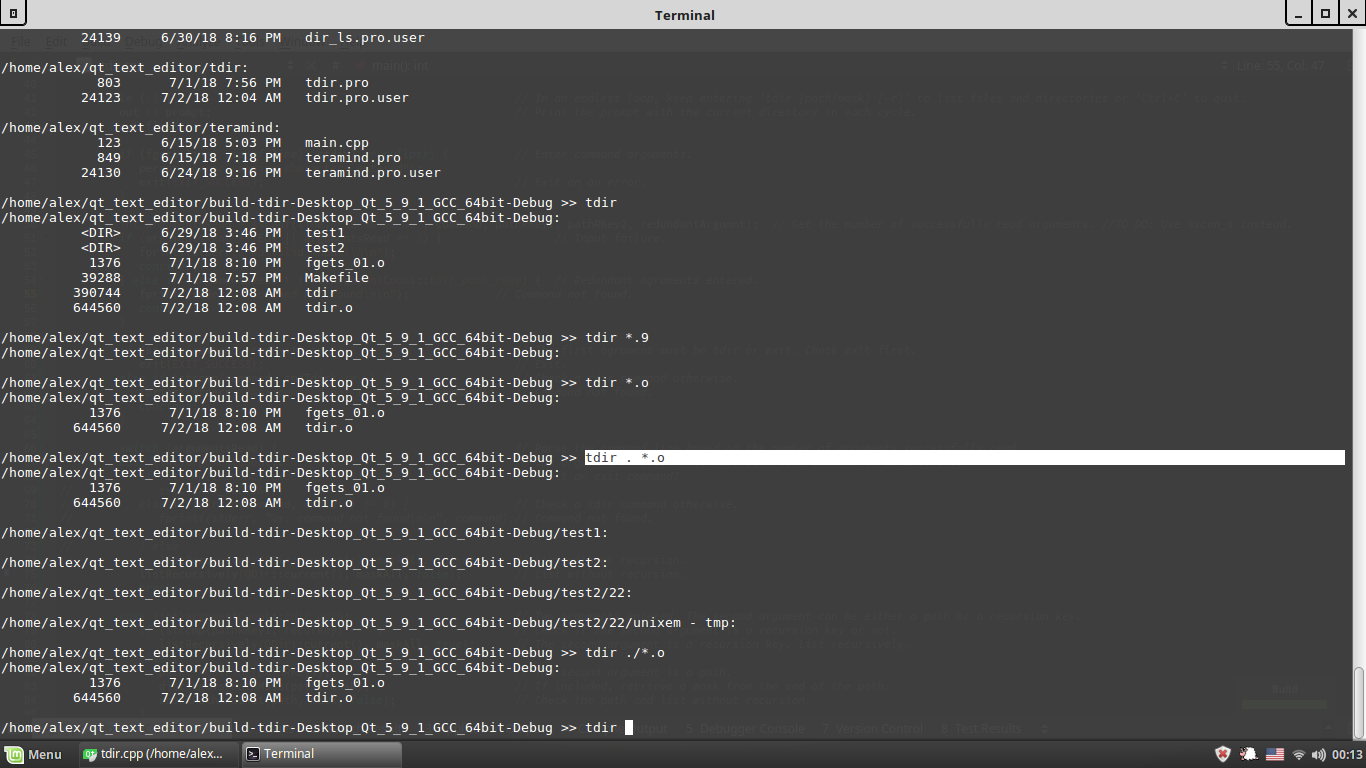 Terminal
24139 6/30/18 8:16 PM dir_ls.pro.user
/home/alex/qt_text_editor/tdir:
803 7/1/18 7:56 PM tdir.pro
24123 7/2/18 12:04 AM tdir.pro.user
/home/alex/qt_text_editor/teramind:
123 6/15/18 5:03 PM main.cpp
849 6/15/18 7:18 PM teramind.pro
24130 6/24/18 9:16 PM teramind.pro.user
/home/alex/qt_text_editor/build-tdir-Desktop_Qt_5_9_1_GCC_64bit-Debug >> tdir
/home/alex/qt_text_editor/build-tdir-Desktop_Qt_5_9_1_GCC_64bit-Debug:
<DIR> 6/29/18 3:46 PM test1
<DIR> 6/29/18 3:46 PM test2
1376 7/1/18 8:10 PM fgets_01.o
39288 7/1/18 7:57 PM Makefile
390744 7/2/18 12:08 AM tdir
644560 7/2/18 12:08 AM tdir.o
/home/alex/qt_text_editor/build-tdir-Desktop_Qt_5_9_1_GCC_64bit-Debug >> tdir *.9
/home/alex/qt_text_editor/build-tdir-Desktop_Qt_5_9_1_GCC_64bit-Debug:
/home/alex/qt_text_editor/build-tdir-Desktop_Qt_5_9_1_GCC_64bit-Debug >> tdir *.o
/home/alex/qt_text_editor/build-tdir-Desktop_Qt_5_9_1_GCC_64bit-Debug:
1376 7/1/18 8:10 PM fgets_01.o
644560 7/2/18 12:08 AM tdir.o
/home/alex/qt_text_editor/build-tdir-Desktop_Qt_5_9_1_GCC_64bit-Debug >> tdir . *.o
/home/alex/qt_text_editor/build-tdir-Desktop_Qt_5_9_1_GCC_64bit-Debug:
1376 7/1/18 8:10 PM fgets_01.o
644560 7/2/18 12:08 AM tdir.o
/home/alex/qt_text_editor/build-tdir-Desktop_Qt_5_9_1_GCC_64bit-Debug/test1:
/home/alex/qt_text_editor/build-tdir-Desktop_Qt_5_9_1_GCC_64bit-Debug/test2:
/home/alex/qt_text_editor/build-tdir-Desktop_Qt_5_9_1_GCC_64bit-Debug/test2/22:
/home/alex/qt_text_editor/build-tdir-Desktop_Qt_5_9_1_GCC_64bit-Debug/test2/22/unixem - tmp:
/home/alex/qt_text_editor/build-tdir-Desktop_Qt_5_9_1_GCC_64bit-Debug >> tdir ./*.o
/home/alex/qt_text_editor/build-tdir-Desktop_Qt_5_9_1_GCC_64bit-Debug:
1376 7/1/18 8:10 PM fgets_01.o
644560 7/2/18 12:08 AM tdir.o
/home/alex/qt_text_editor/build-tdir-Desktop_Qt_5_9_1_GCC_64bit-Debug >> tdir
Menu tdir.cpp (/home/alex... Terminal 00:13